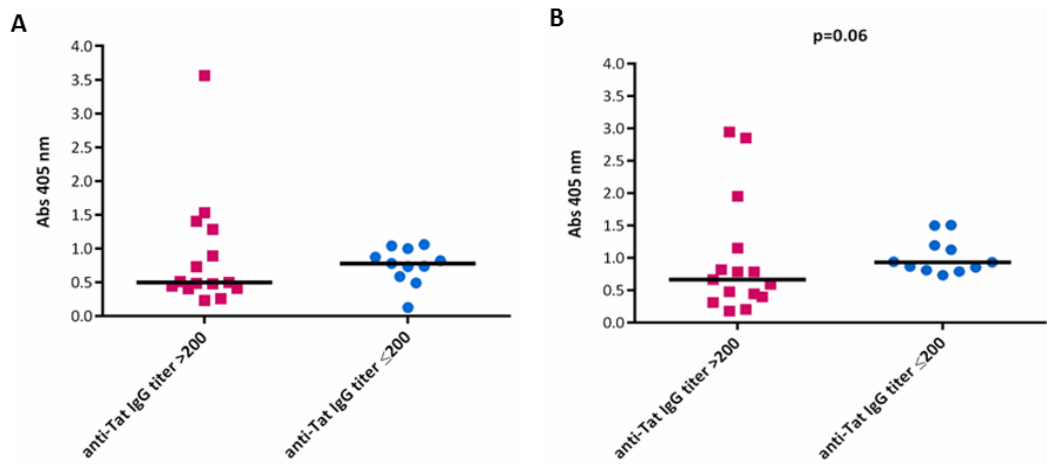 A
Abs 405 nm
4.0
3.5
3.0
2.5
2.0
1.5
1.0
0.5
0.0
anti-Tat IgG titer >200
anti-Tat IgG titer ≤200
B
p=0.06
Abs 405 nm
4.0
3.5
3.0
2.5
2.0
1.5
1.0
0.5
0.0
anti-Tat IgG titer >200
anti-Tat IgG titer ≤200